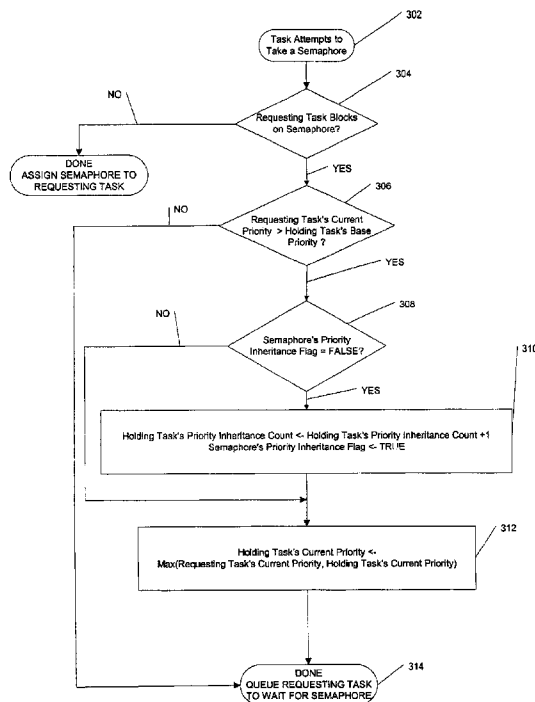 302
Task Attempts to
Take a Semaphore
304
NO
Requesting Task Blocks
on Semaphore?
DONE
ASSIGN SEMAPHORE TO
REQUESTING TASK
YES
306
NO
Requesting Task's Current
Priority > Holding Task's Base
Priority ?
YES
308
NO
Semaphore's Priority
Inheritance Flag = FALSE?
YES
310
Holding Task's Priority Inheritance Count <- Holding Task's Priority Inheritance Count +1
Semaphore's Priority Inheritance Flag <- TRUE
312
Holding Task's Current Priority <-
Max(Requesting Task's Current Priority, Holding Task's Current Priority)
314
DONE
QUEUE REQUESTING TASK
TO WAIT FOR SEMAPHORE